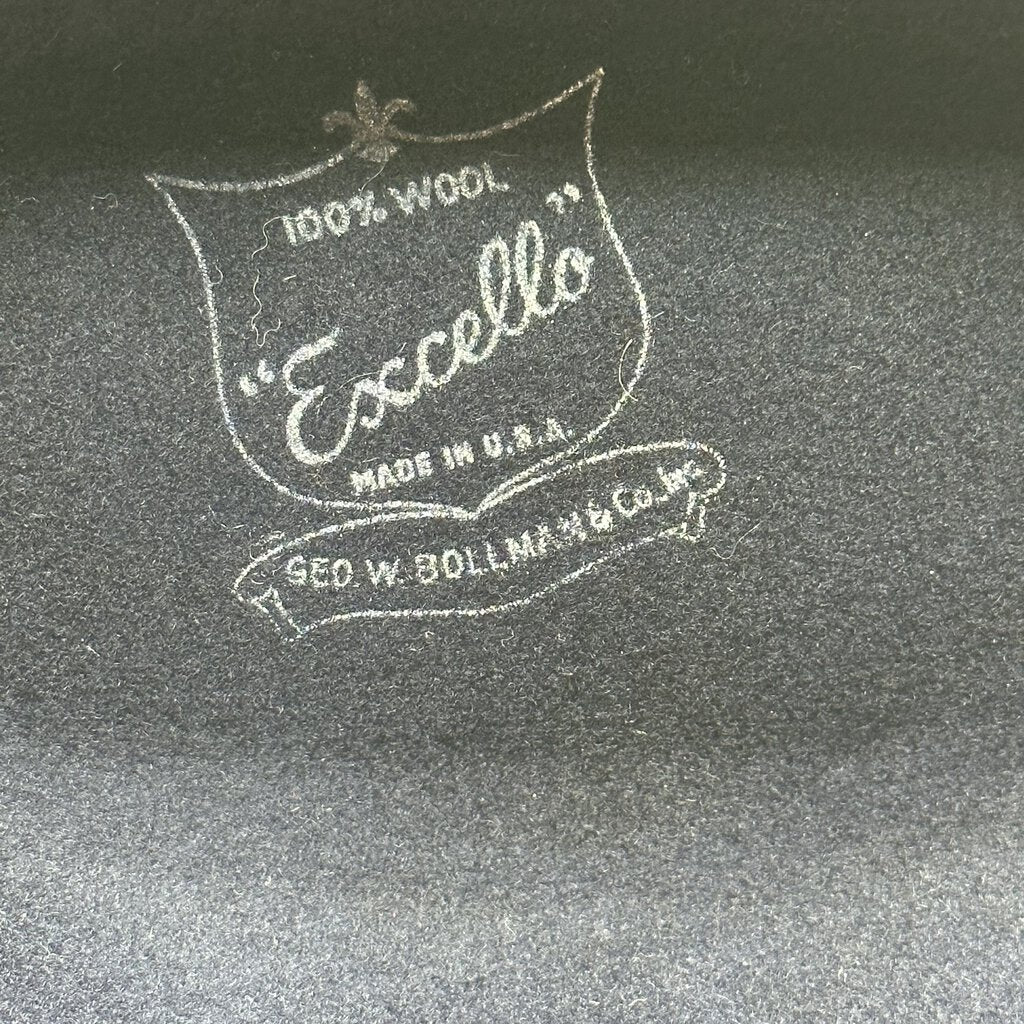 100% WOOL
"Excello"
MADE IN U.S.A.
GEO. W. BOLLMAN & Co. Inc.